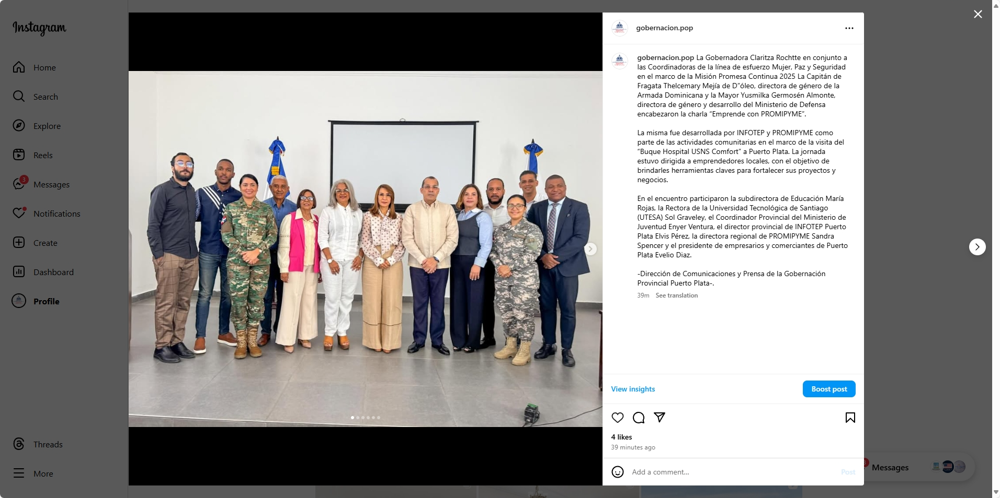 Instagram
Home
Search
Explore
Reels
3
Messages
Notifications
Create
Dashboard
Profile
Threads
More
gobernacion.pop
gobernacion.pop La Gobernadora Claritza Rochtte en conjunto a
las Coordinadoras de la línea de esfuerzo Mujer, Paz y Seguridad
en el marco de la Misión Promesa Continua 2025 La Capitán de
Fragata Thelcemary Mejía de D"óleo, directora de género de la
Armada Dominicana y la Mayor Yusmilka Germosén Almonte,
directora de género y desarrollo del Ministerio de Defensa
encabezaron la charla “Emprende con PROMIPYME”.
La misma fue desarrollada por INFOTEP y PROMIPYME como
parte de las actividades comunitarias en el marco de la visita del
“Buque Hospital USNS Comfort” a Puerto Plata. La jornada
estuvo dirigida a emprendedores locales, con el objetivo de
brindarles herramientas claves para fortalecer sus proyectos y
negocios.
En el encuentro participaron la subdirectora de Educación María
Rojas, la Rectora de la Universidad Tecnológica de Santiago
(UTESA) Sol Graveley, el Coordinador Provincial del Ministerio de
Juventud Enyer Ventura, el director provincial de INFOTEP Puerto
Plata Elvis Pérez, la directora regional de PROMIPYME Sandra
Spencer y el presidente de empresarios y comerciantes de Puerto
Plata Evelio Diaz.
-Dirección de Comunicaciones y Prensa de la Gobernación
Provincial Puerto Plata-.
39m See translation
View insights
Boost post
4 likes
39 minutes ago
Add a comment...
Post
Messages